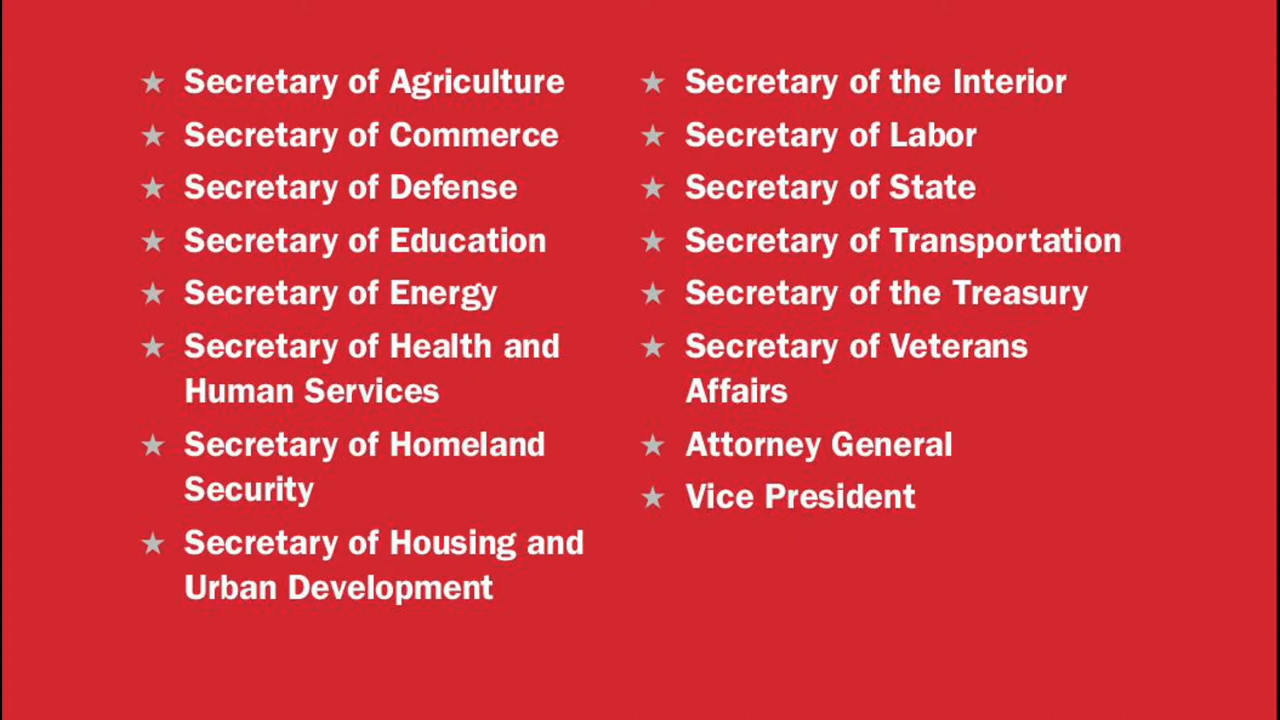 ★ Secretary of Agriculture
★ Secretary of Commerce
★ Secretary of Defense
★ Secretary of Education
★ Secretary of Energy
★ Secretary of Health and
Human Services
★ Secretary of Homeland
Security
★ Secretary of Housing and
Urban Development
★ Secretary of the Interior
★ Secretary of Labor
★ Secretary of State
★ Secretary of Transportation
★ Secretary of the Treasury
★ Secretary of Veterans
Affairs
★ Attorney General
★ Vice President